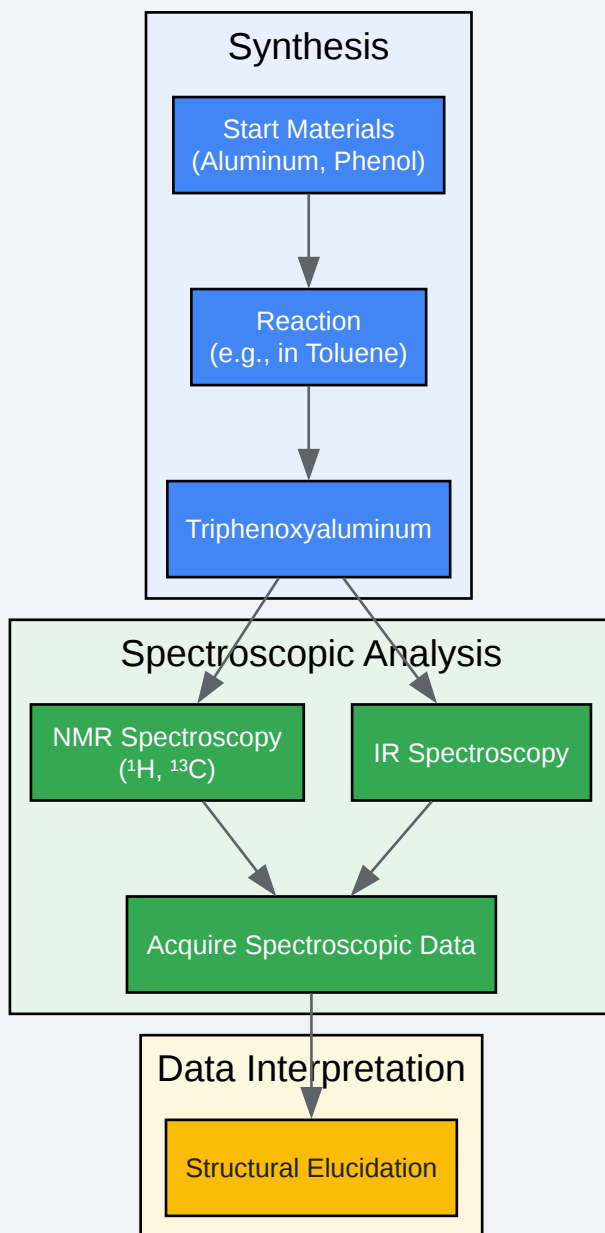 Synthesis
Start Materials
(Aluminum, Phenol)
Reaction
(e.g., in Toluene)
Triphenoxyaluminum
Spectroscopic Analysis
NMR Spectroscopy
(¹H, ¹³C)
IR Spectroscopy
Acquire Spectroscopic Data
Data Interpretation
Structural Elucidation